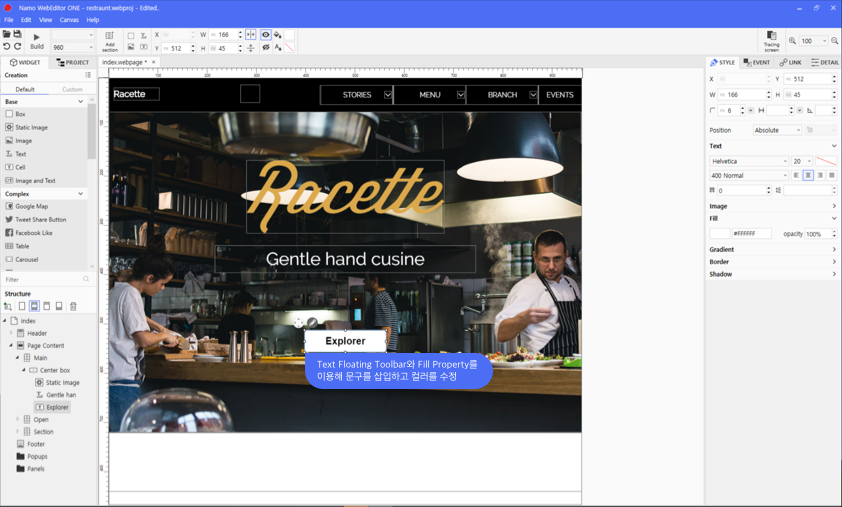 Namo WebEditor ONE - restraunt.webproj - Edited.
File Edit View Canvas Help
Build
960
Add section
X
W 166
Y 512
H 45
Tracing screen
100
WIDGET PROJECT
index.webpage *
STYLE EVENT LINK DETAIL
Creation
Default Custom
Base
Box
Static Image
Image
Text
Cell
Image and Text
Complex
Google Map
Tweet Share Button
Facebook Like
Table
Carousel
Filter
Structure
index
Header
Page Content
Main
Center box
Static Image
Gentle han
Explorer
Open
Section
Footer
Popups
Panels
Racette
STORIES MENU BRANCH EVENTS
Racette
Gentle hand cusine
Explorer
Text Floating Toolbar와 Fill Property를
이용해 문구를 삽입하고 컬러를 수정
X Y 512
W 166 H 45
6
Position Absolute
Text
Helvetica 20
400 Normal
0
Image
Fill
#FFFFFF opacity 100%
Gradient
Border
Shadow